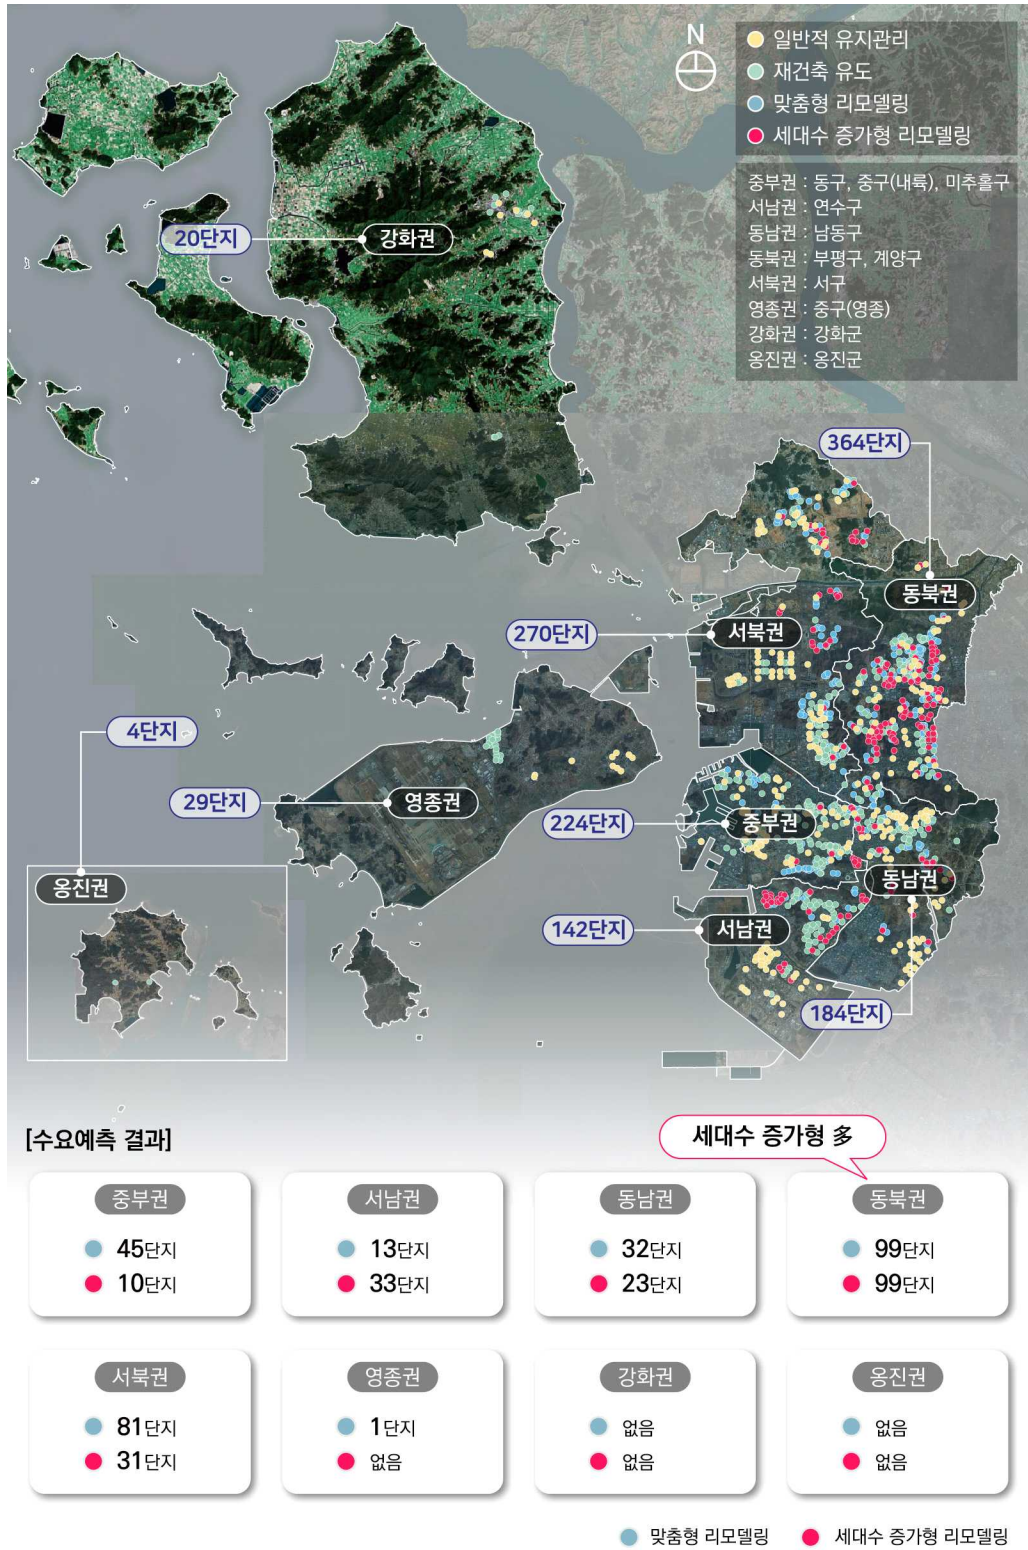 N
일반적 유지관리
재건축 유도
맞춤형 리모델링
세대수 증가형 리모델링
중부권 : 동구, 중구(내륙), 미추홀구
서남권 : 연수구
동남권 : 남동구
동북권 : 부평구, 계양구
서북권 : 서구
영종권 : 중구(영종)
강화권 : 강화군
옹진권 : 옹진군
20단지
강화권
364단지
동북권
270단지
서북권
4단지
29단지
영종권
224단지
중부권
옹진권
동남권
142단지
서남권
184단지
[수요예측 결과]
세대수 증가형 多
중부권
45단지
10단지
서남권
13단지
33단지
동남권
32단지
23단지
동북권
99단지
99단지
서북권
81단지
31단지
영종권
1단지
없음
강화권
없음
없음
옹진권
없음
없음
맞춤형 리모델링
세대수 증가형 리모델링